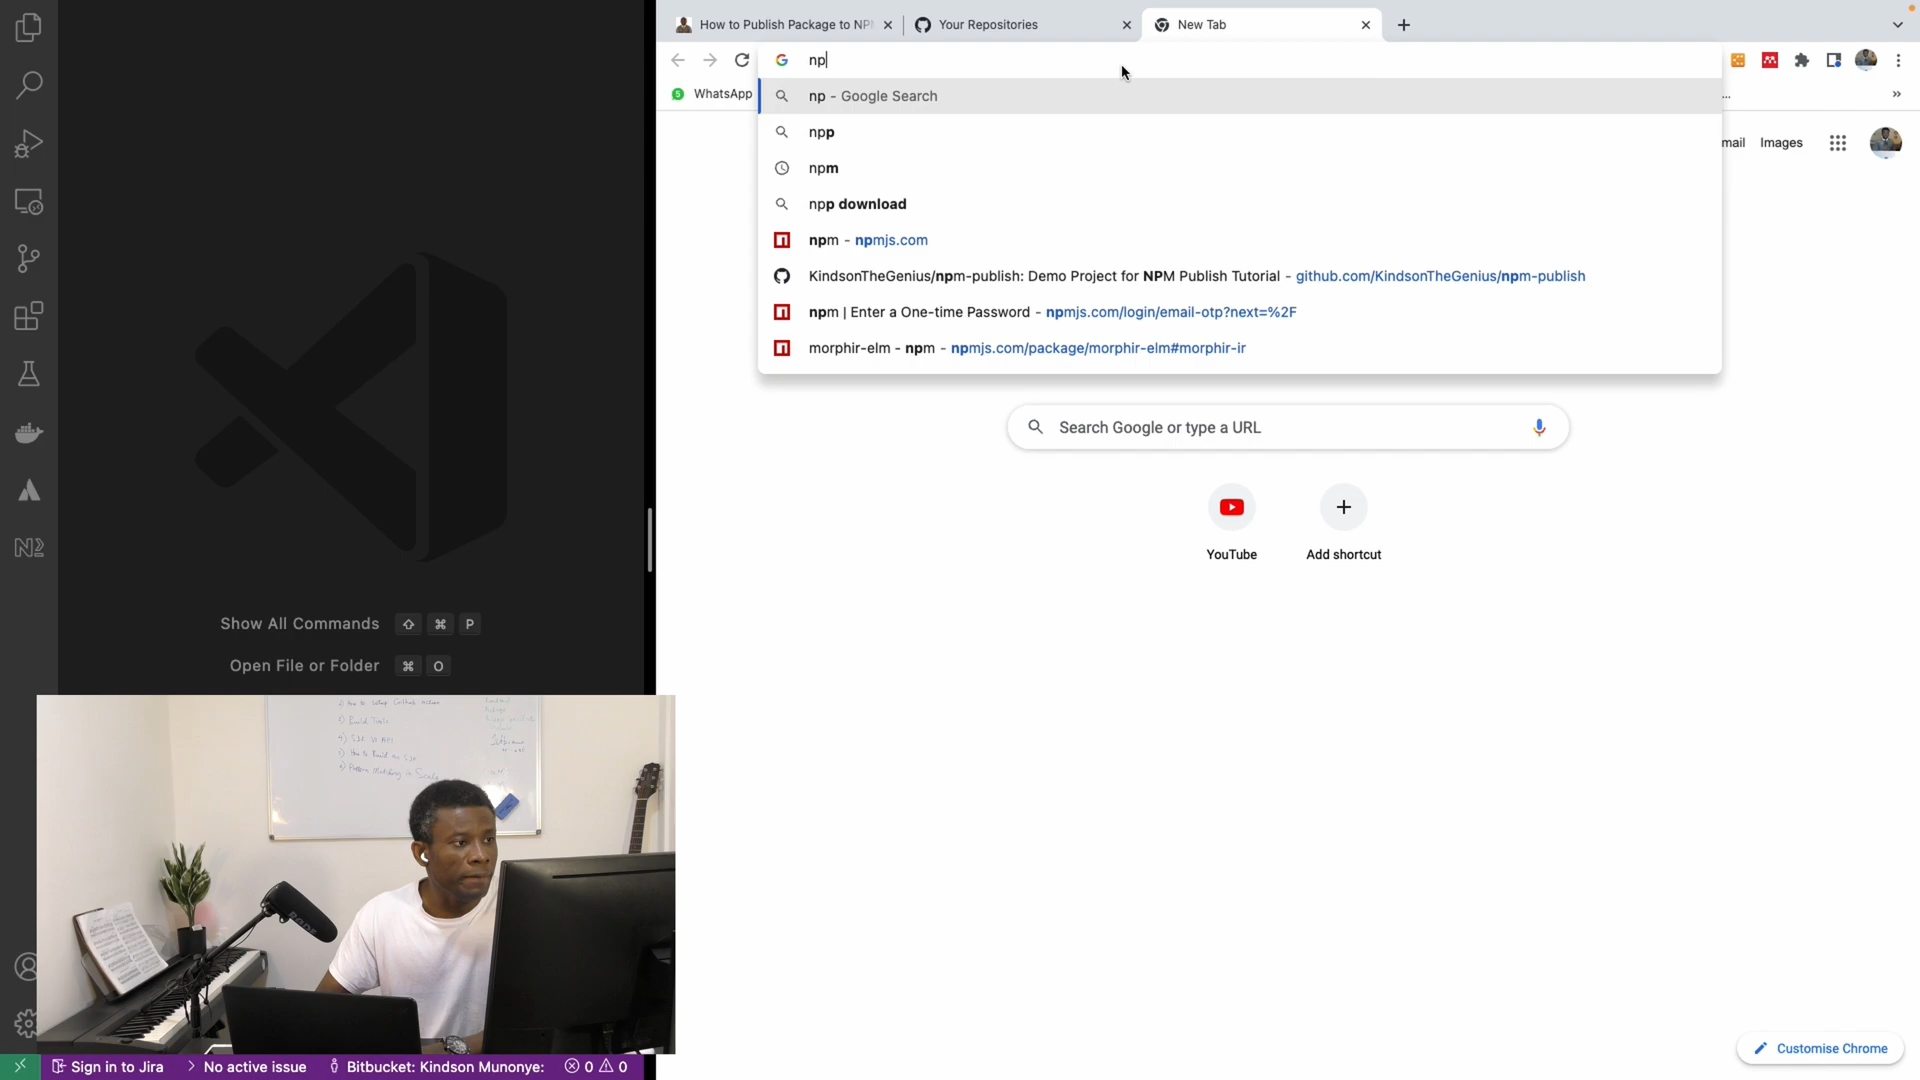 How to Publish Package to NP
Your Repositories
New Tab
np
WhatsApp
np - Google Search
npp
npm
npp download
npm - npmjs.com
KindsonTheGenius/npm-publish: Demo Project for NPM Publish Tutorial - github.com/KindsonTheGenius/npm-publish
npm | Enter a One-time Password - npmjs.com/login/email-otp?next=%2F
morphir-elm - npm - npmjs.com/package/morphir-elm#morphir-ir
...
»
mail Images
Search Google or type a URL
YouTube
Add shortcut
Customise Chrome
Show All Commands ⇧ ⌘ P
Open File or Folder ⌘ O
Build Tools
Sign in to Jira
No active issue
Bitbucket: Kindson Munonye:
0 0